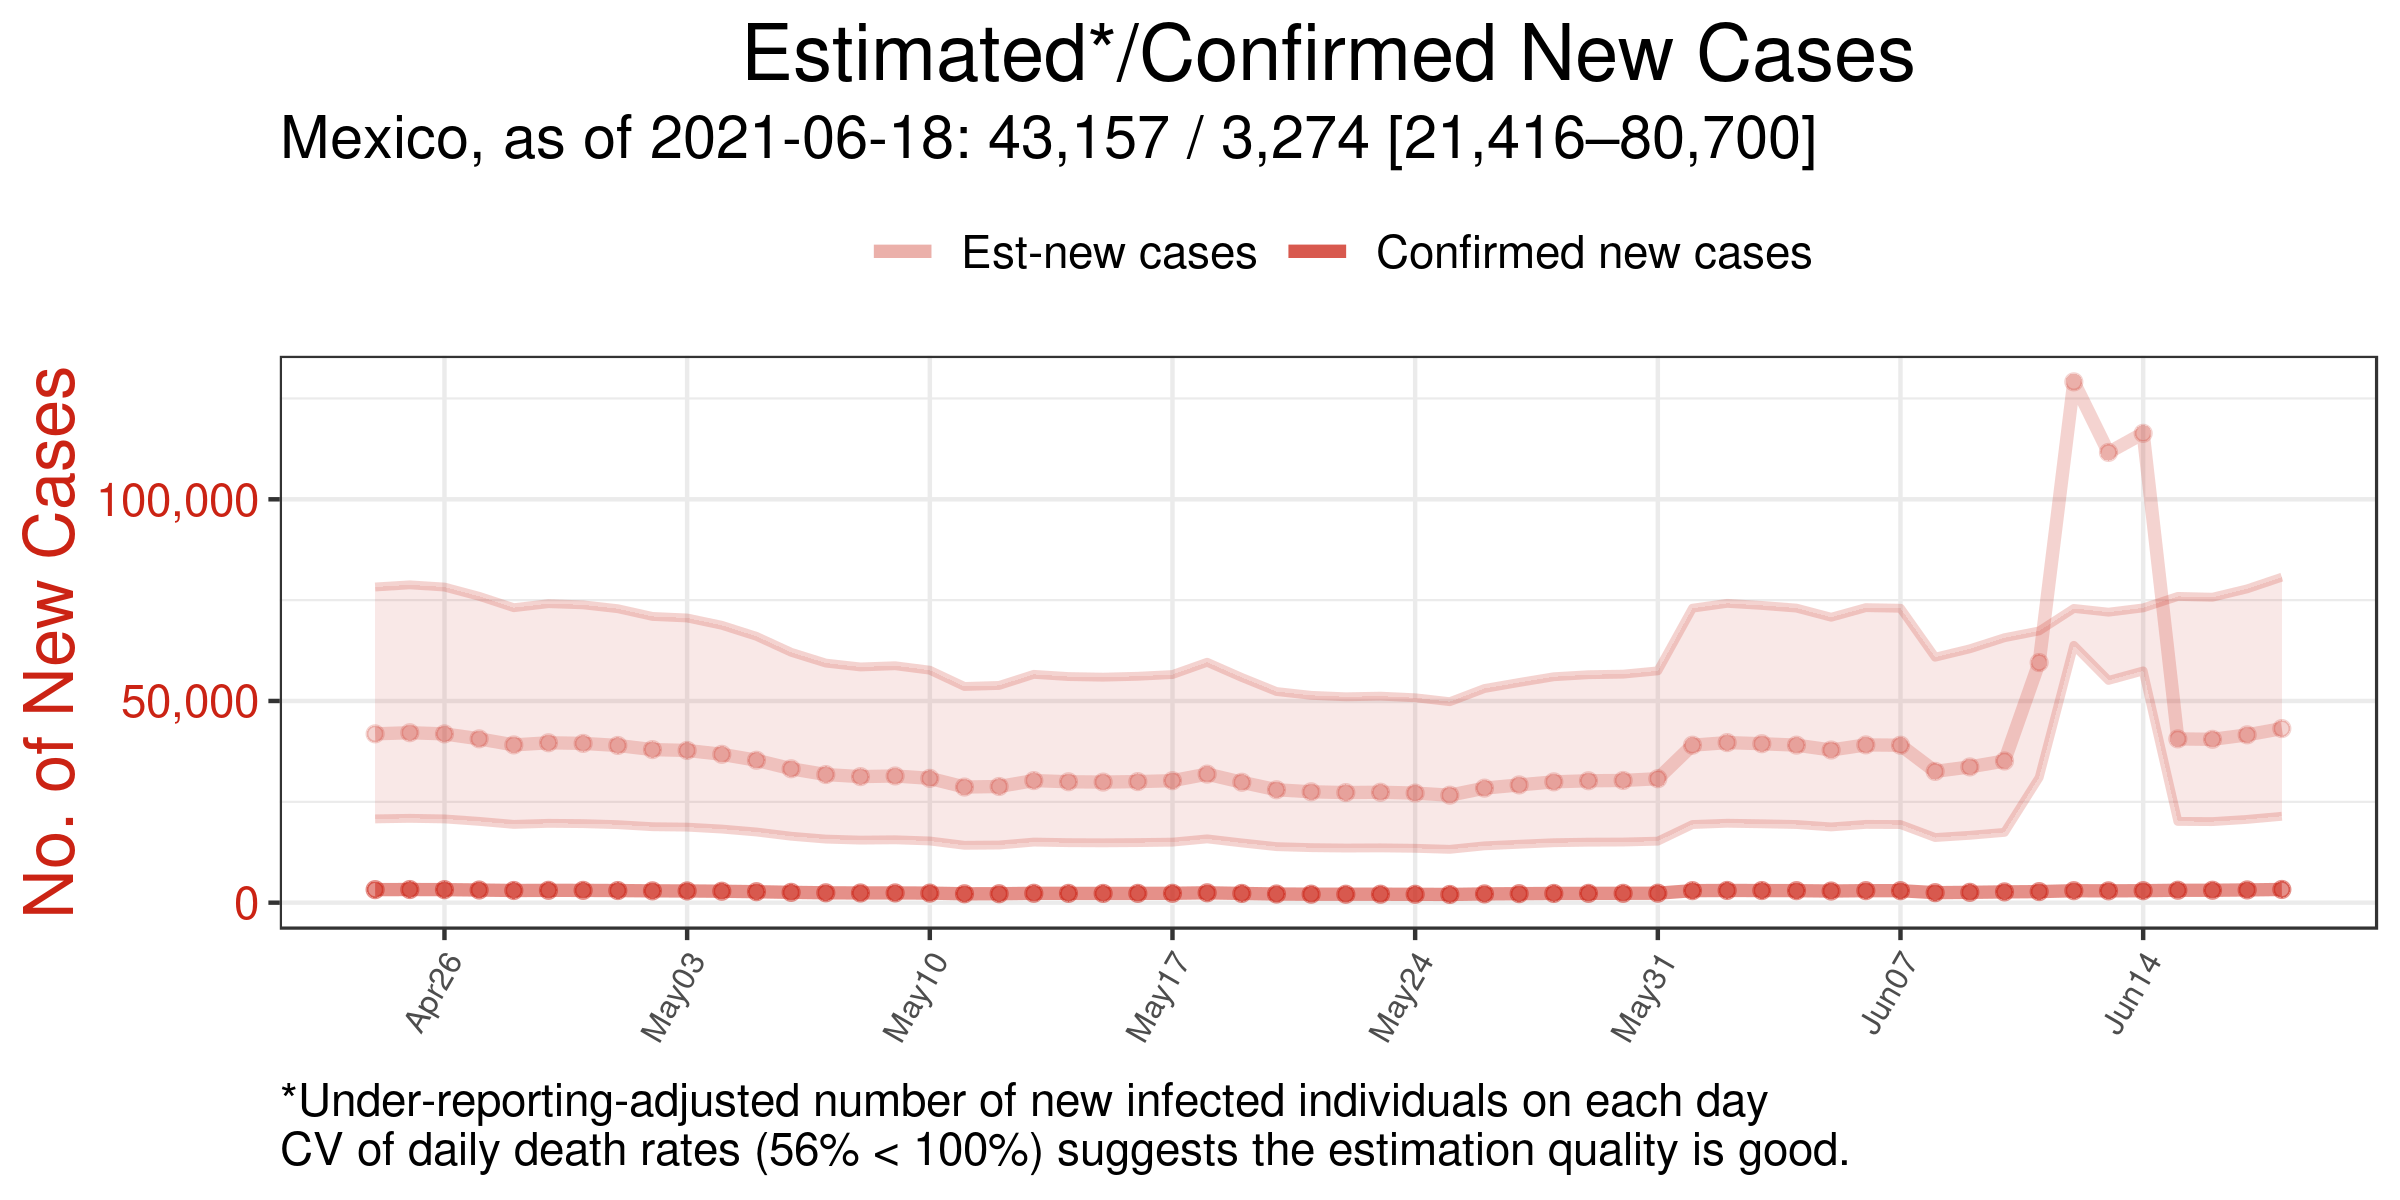 Estimated*/Confirmed New Cases
Mexico, as of 2021-06-18: 43,157 / 3,274 [21,416–80,700]
Est-new cases
Confirmed new cases
No. of New Cases
100,000
50,000
0
Apr26
May03
May10
May17
May24
May31
Jun07
Jun14
*Under-reporting-adjusted number of new infected individuals on each day
CV of daily death rates (56% < 100%) suggests the estimation quality is good.